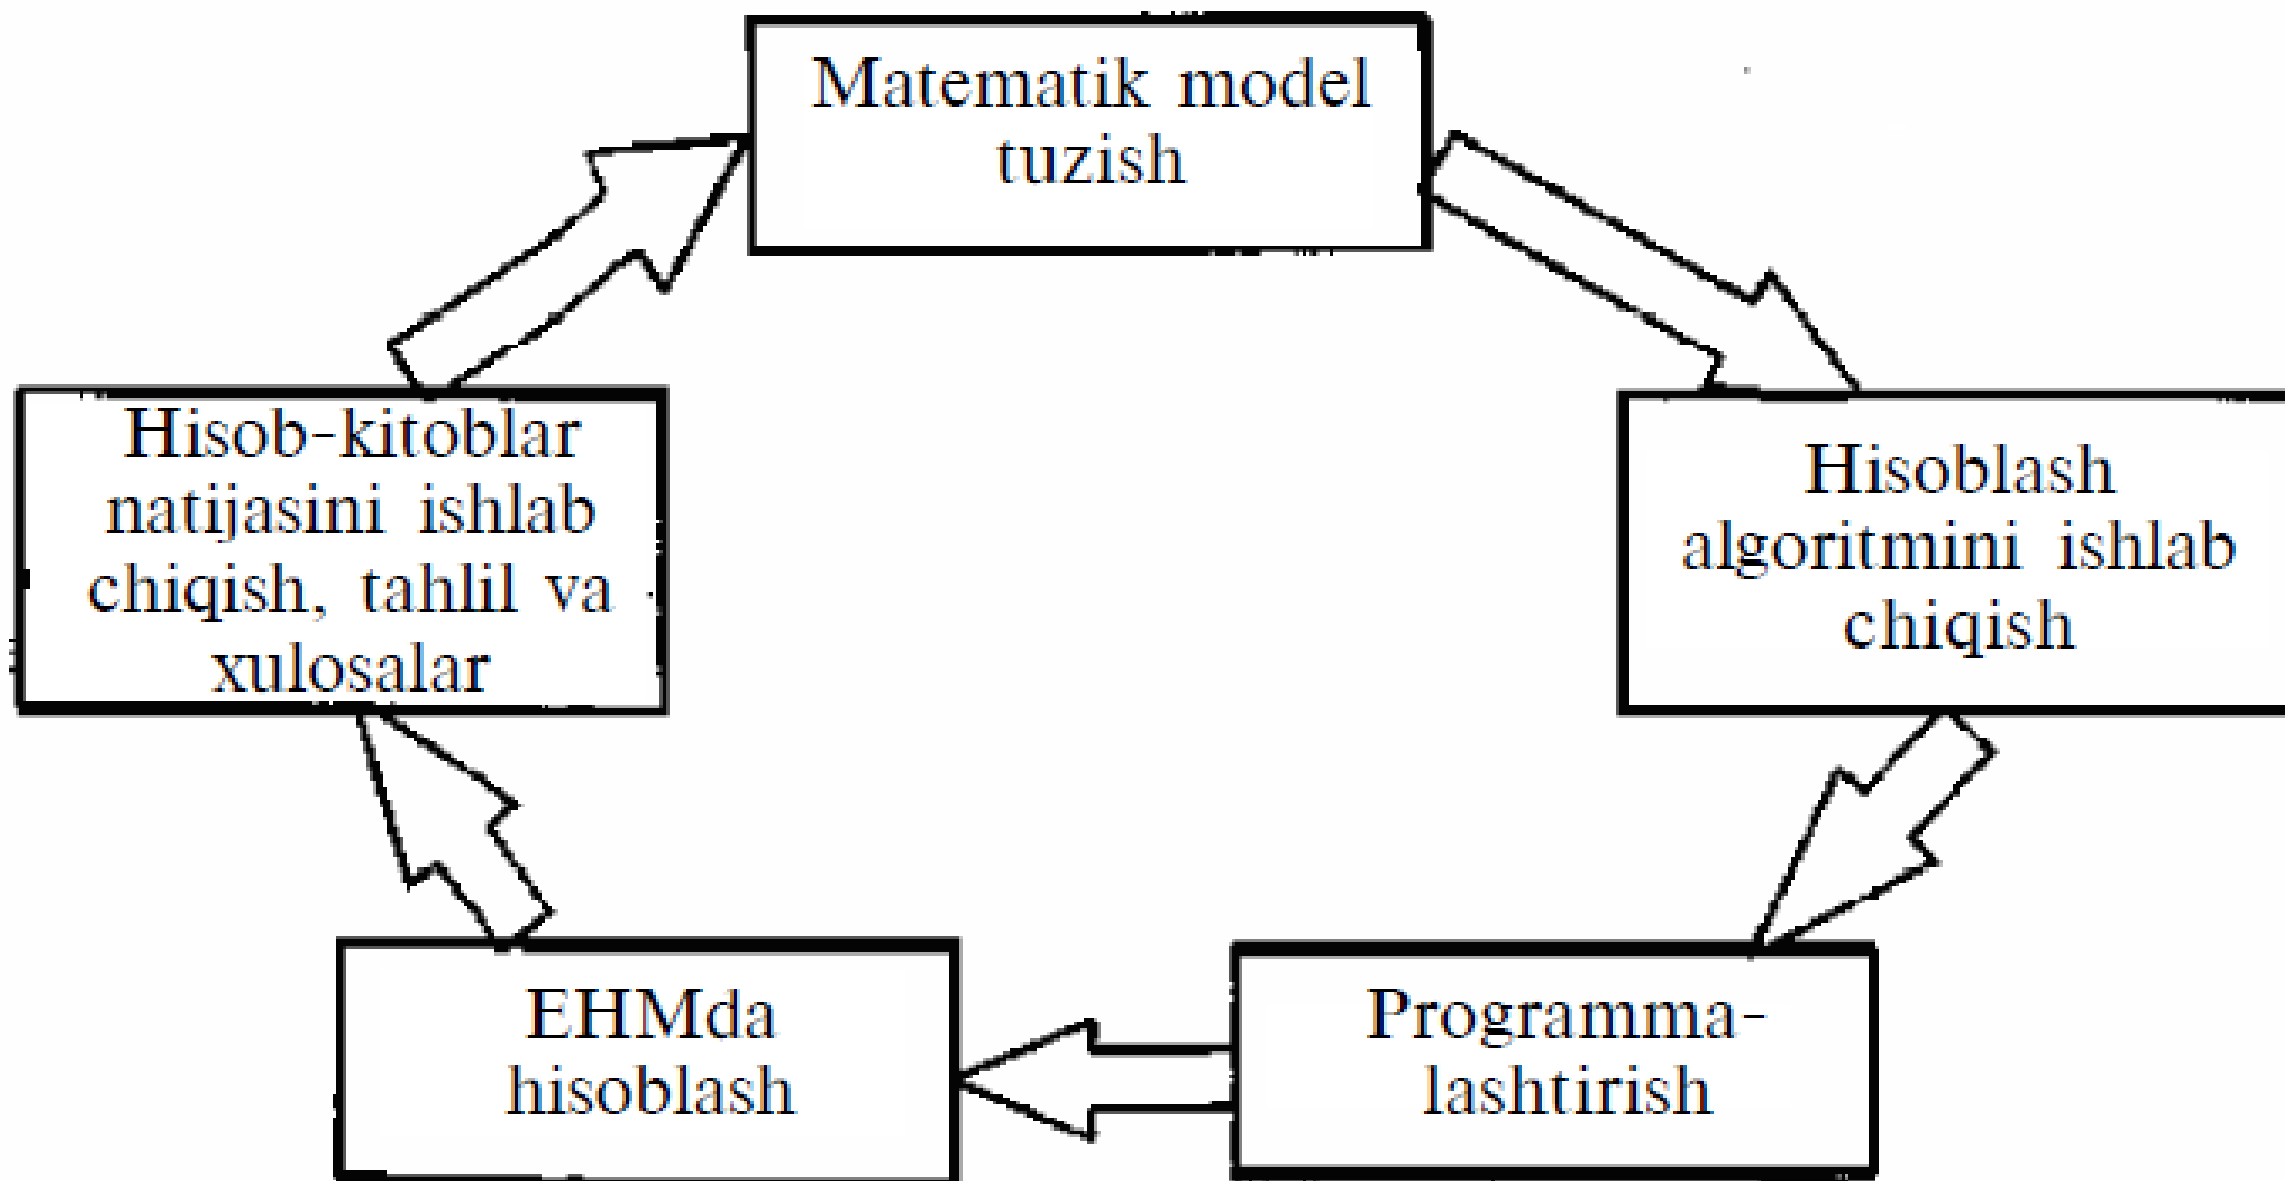 Matematik model
tuzish
Hisoblash
algoritmini ishlab
chiqish
Programma-
lashtirish
EHMda
hisoblash
Hisob-kitoblar
natijasini ishlab
chiqish, tahlil va
xulosalar